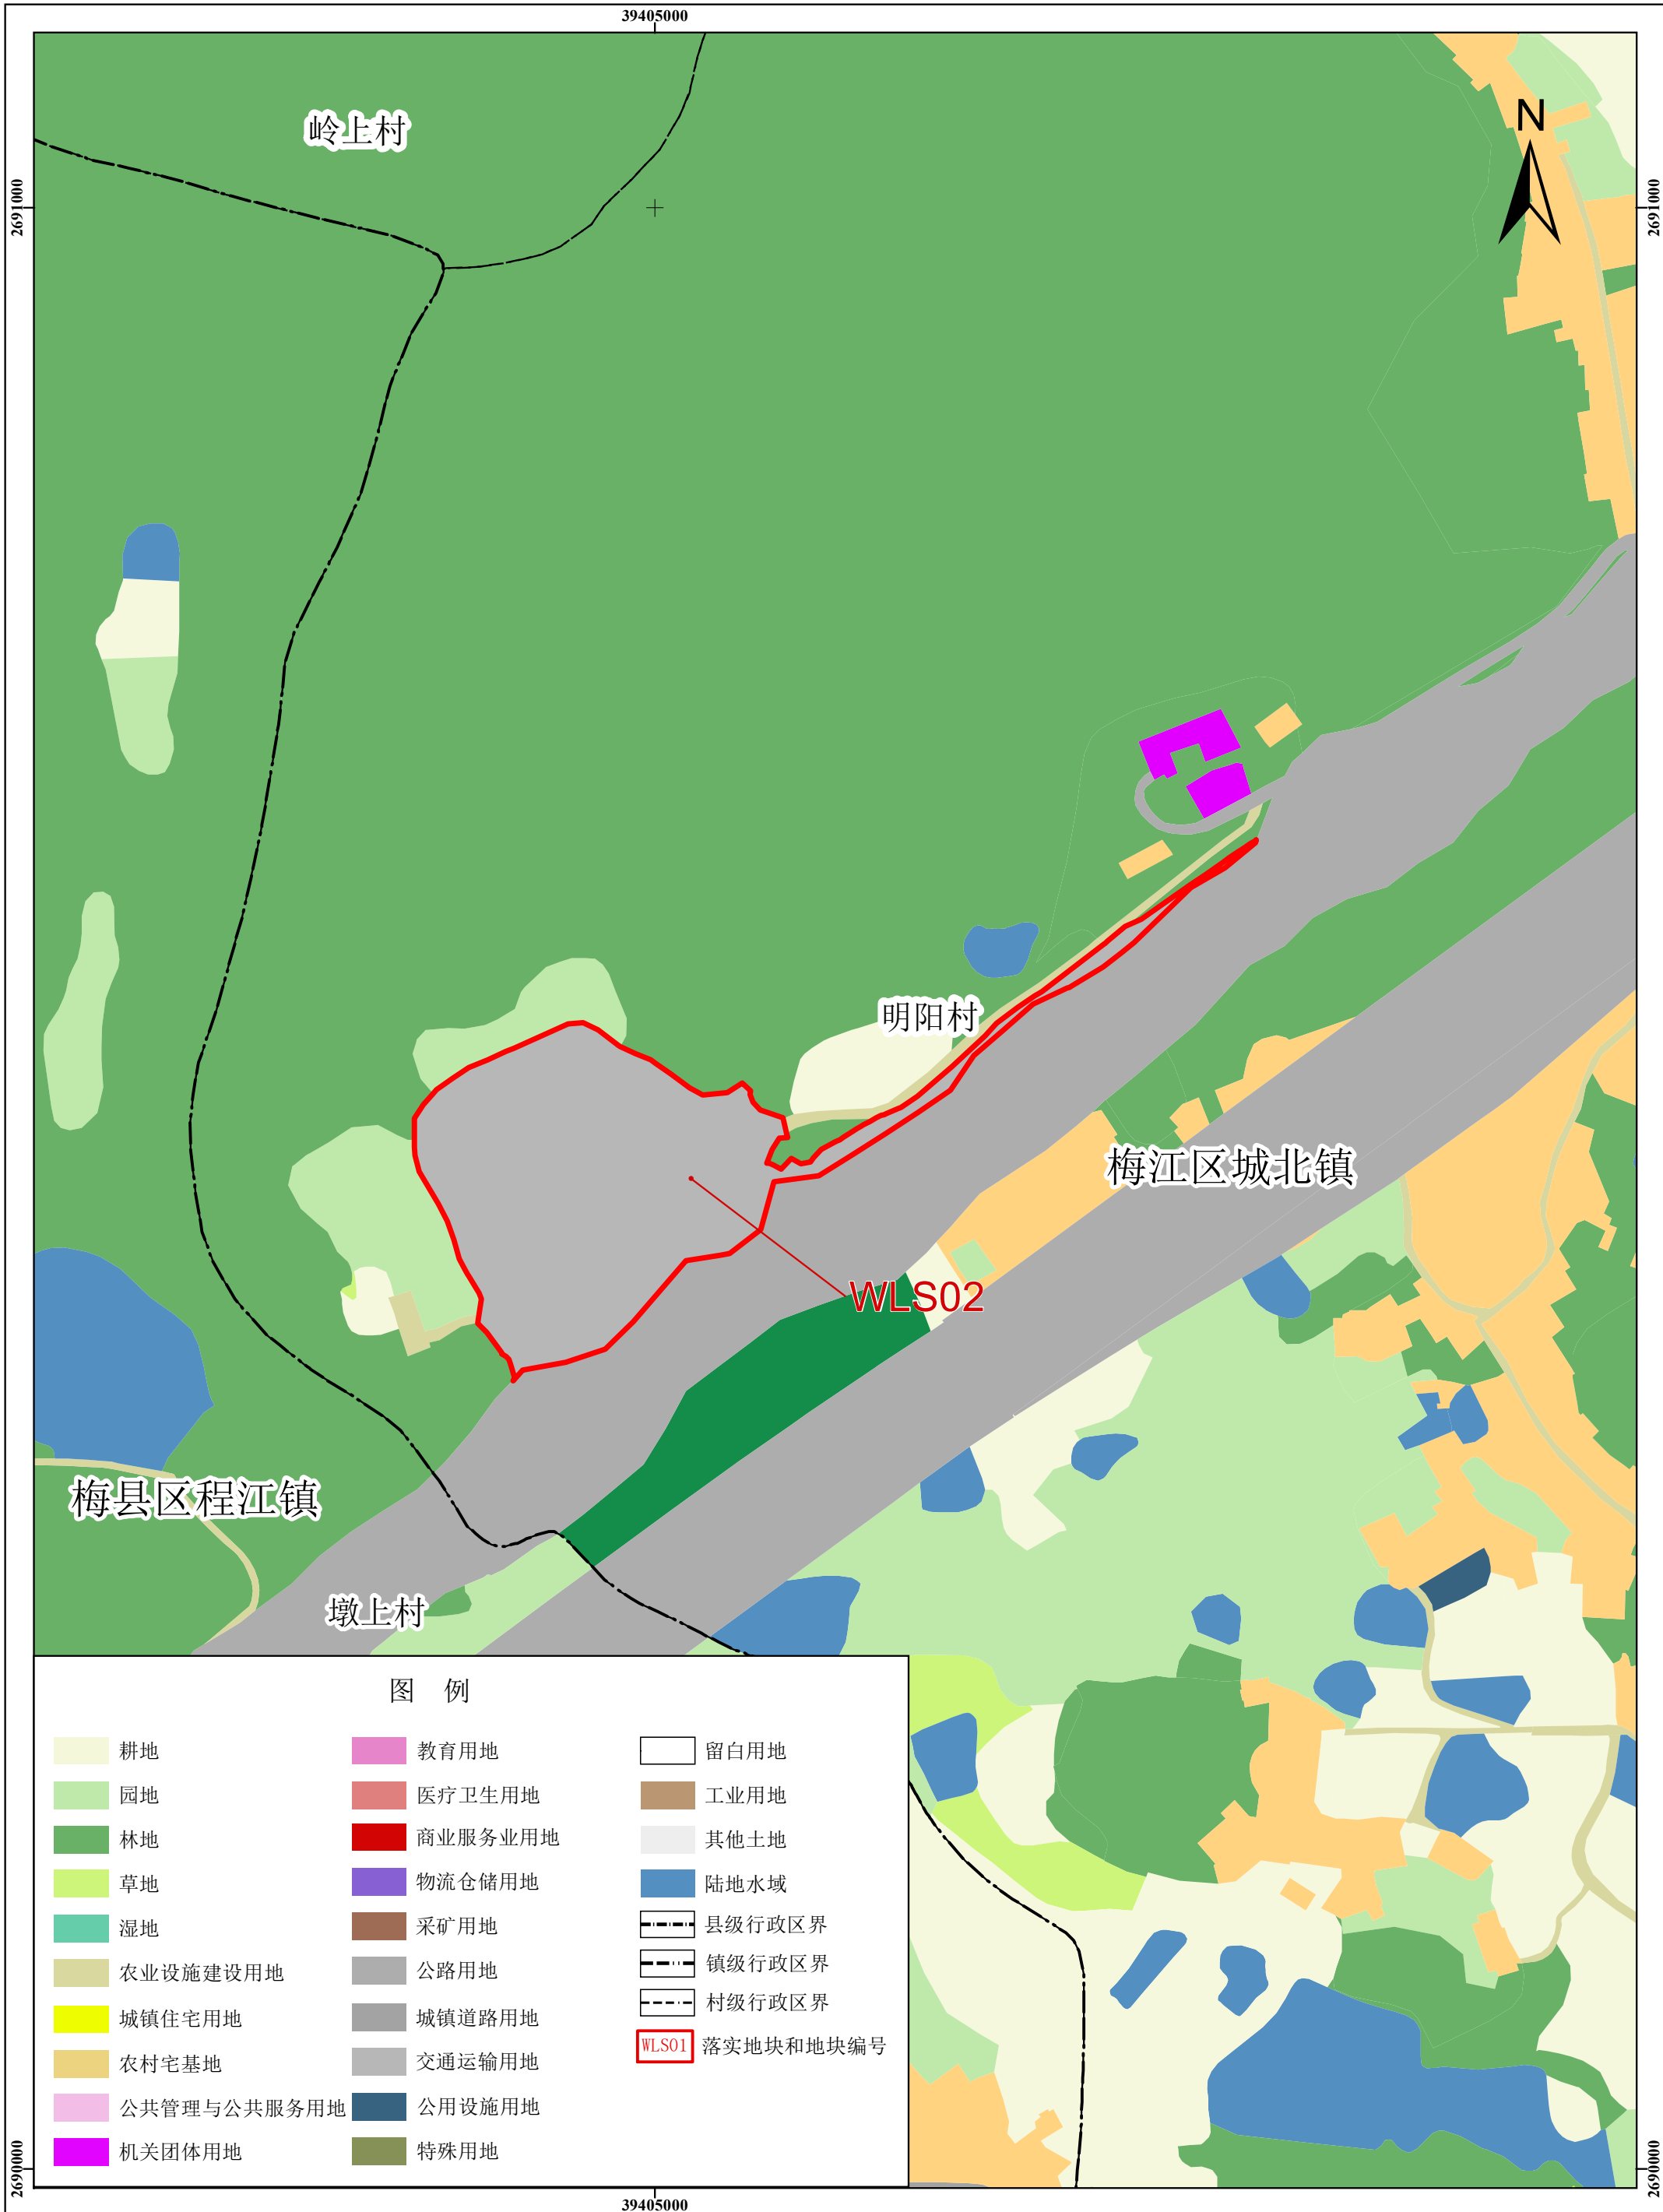 39405000
岭上村
N
2691000
2691000
明阳村
梅江区城北镇
WLS02
梅县区程江镇
墩上村
图 例
耕地
园地
林地
草地
湿地
农业设施建设用地
城镇住宅用地
农村宅基地
公共管理与公共服务用地
机关团体用地
教育用地
医疗卫生用地
商业服务业用地
物流仓储用地
采矿用地
公路用地
城镇道路用地
交通运输用地
公用设施用地
特殊用地
留白用地
工业用地
其他土地
陆地水域
县级行政区界
镇级行政区界
村级行政区界
WLS01 落实地块和地块编号
2690000
2690000
39405000